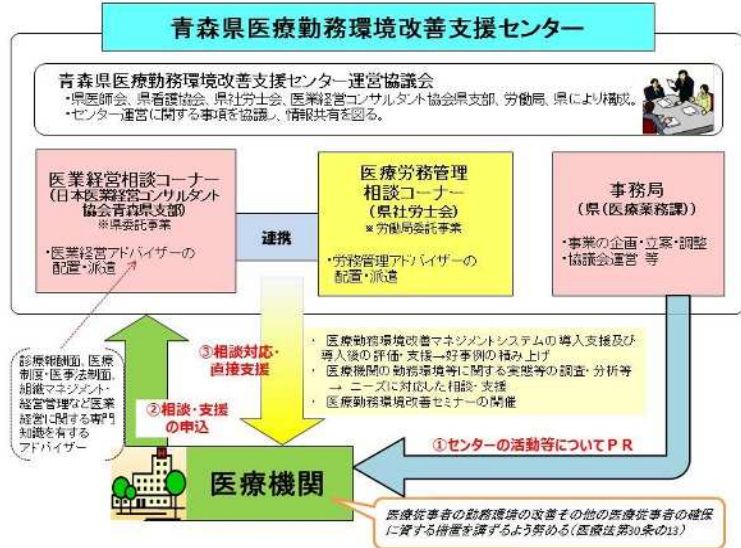 青森県医療勤務環境改善支援センター
青森県医療勤務環境改善支援センター運営協議会
・県医師会、県看護協会、県社労士会、医業経営コンサルタント協会県支部、労働局、県により構成。
・センター運営に関する事項を協議し、情報共有を図る。
医業経営相談コーナー
(日本医業経営コンサルタント
協会青森県支部)
※県委託事業
・医業経営アドバイザーの
配置・派遣
連携
医療労務管理
相談コーナー
(県社労士会)
※労働局委託事業
・労務管理アドバイザーの
配置・派遣
事務局
(県(医療薬務課))
・事業の企画・立案・調整
・協議会運営 等
診療報酬面、医療
制度・医事法制面、
組織マネジメント・
経営管理など医業
経営に関する専門
知識を有する
アドバイザー
②相談・支援
の申込
③相談対応・
直接支援
・ 医療勤務環境改善マネジメントシステムの導入支援及び
導入後の評価・支援→好事例の積み上げ
・ 医療機関の勤務環境等に関する実態等の調査・分析等
→ ニーズに対応した相談・支援
・ 医療勤務環境改善セミナーの開催
①センターの活動等についてPR
医療機関
医療従事者の勤務環境の改善その他の医療従事者の確保
に資する措置を講ずるよう努める(医療法第30条の13)